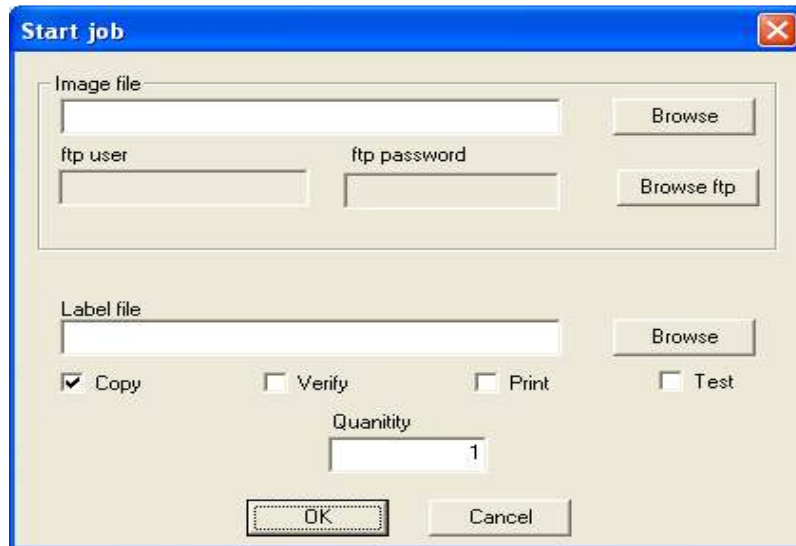 Start job
Image file
Browse
ftp user ftp password
Browse ftp
Label file
Browse
Copy Verify Print Test
Quanitity
1
OK Cancel